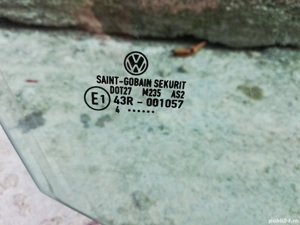 SAINT-GOBAIN SEKURIT
DOT27 M235 AS2
E1 43R - 001057
4 ······